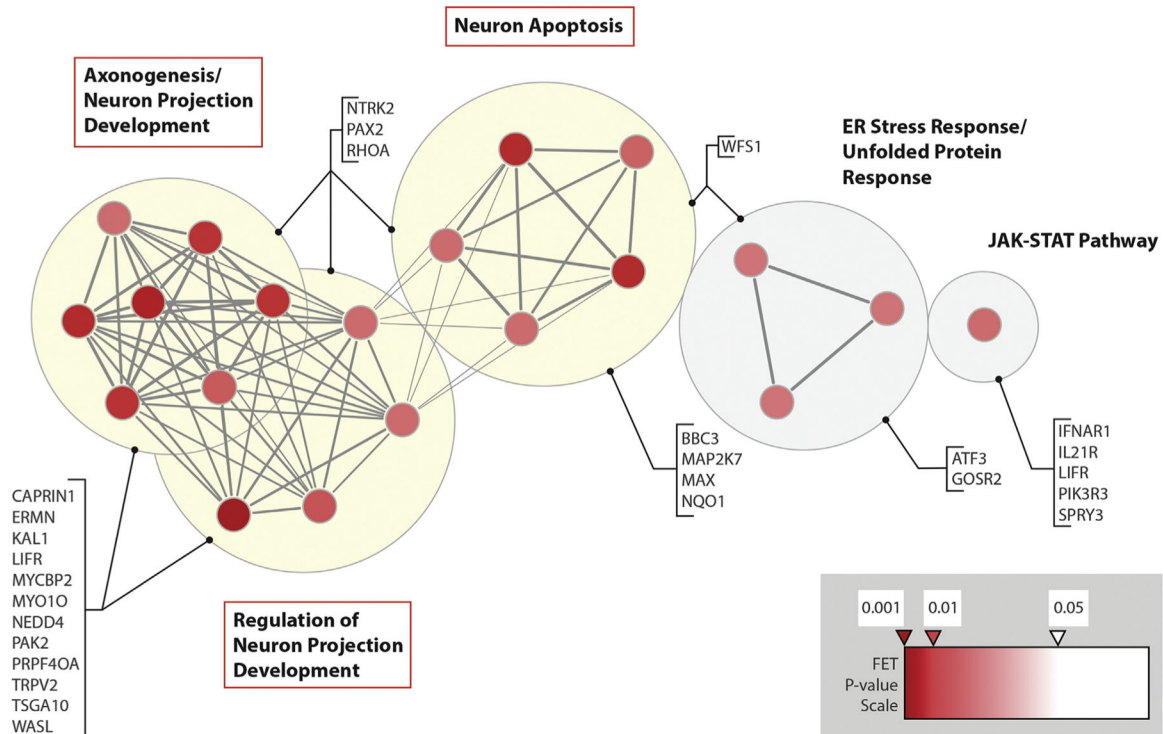 Neuron Apoptosis
Axonogenesis/
Neuron Projection
Development
NTRK2
PAX2
RHOA
WFS1
ER Stress Response/
Unfolded Protein
Response
JAK-STAT Pathway
BBC3
MAP2K7
MAX
NQO1
ATF3
GOSR2
IFNAR1
IL21R
LIFR
PIK3R3
SPRY3
CAPRIN1
ERMN
KAL1
LIFR
MYCBP2
MYO1O
NEDD4
PAK2
PRPF4OA
TRPV2
TSGA10
WASL
Regulation of
Neuron Projection
Development
0.001 0.01 0.05
FET
P-value
Scale